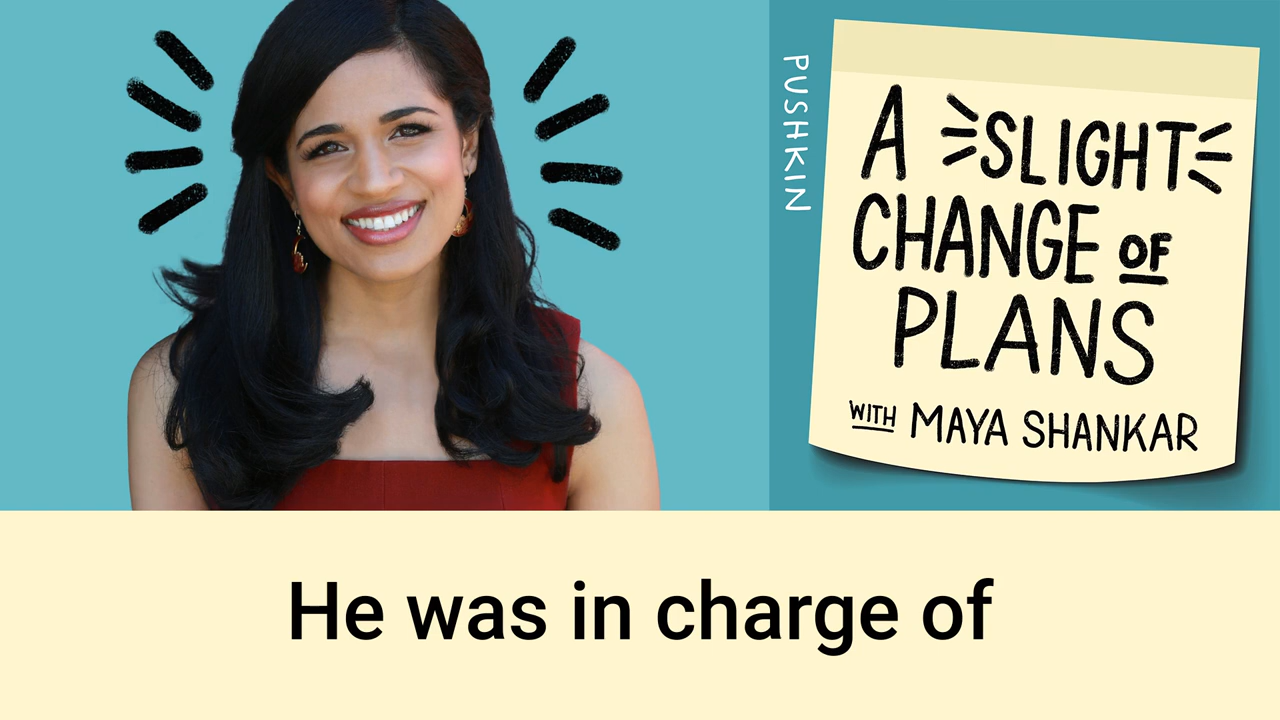 PUSHKIN
A SLIGHT
CHANGE OF
PLANS
WITH MAYA SHANKAR
He was in charge of